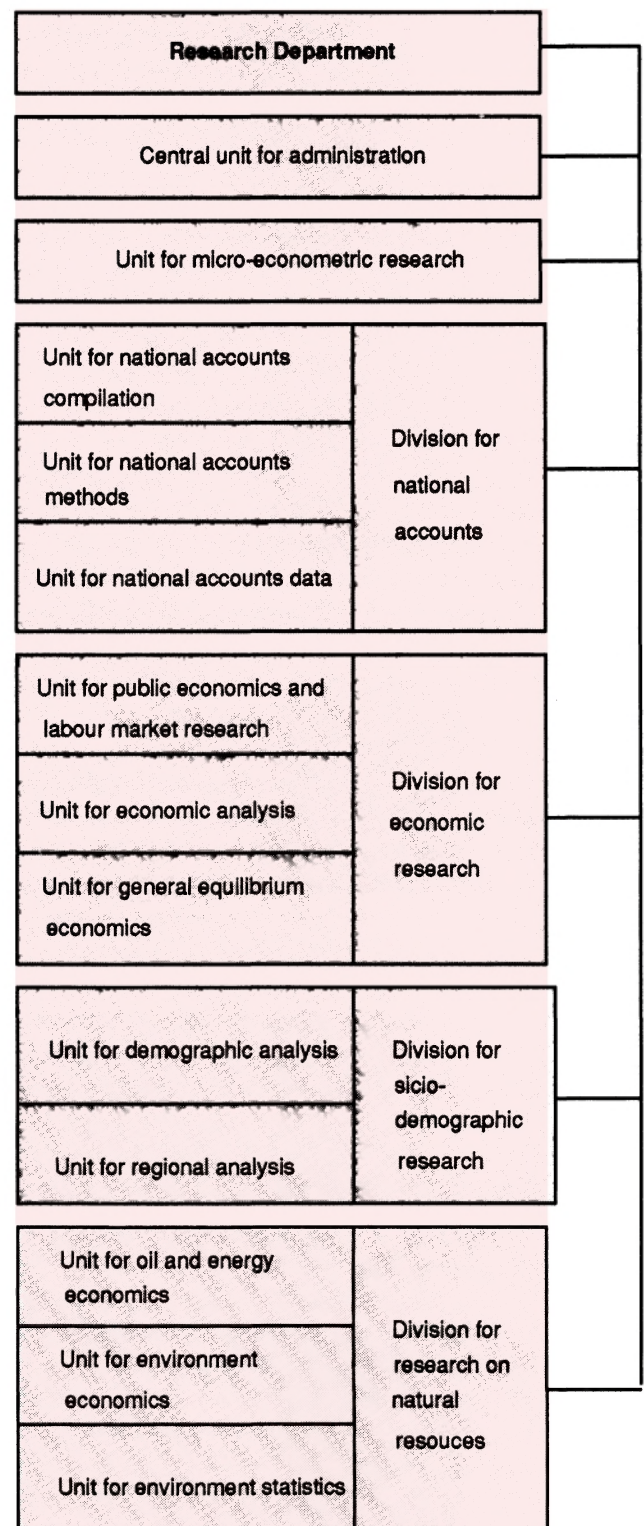 Research Department
Central unit for administration
Unit for micro-econometric research
Unit for national accounts
compilation
Unit for national accounts
methods
Unit for national accounts data
Division for
national
accounts
Unit for public economics and
labour market research
Unit for economic analysis
Unit for general equilibrium
economics
Division for
economic
research
Unit for demographic analysis
Unit for regional analysis
Division for
sicio-
demographic
research
Unit for oil and energy
economics
Unit for environment
economics
Unit for environment statistics
Division for
research on
natural
resouces